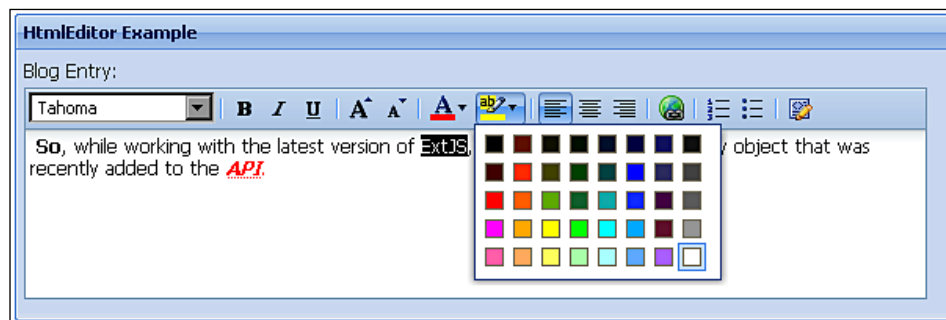 HtmlEditor Example
Blog Entry:
Tahoma B I U A A A ab
So, while working with the latest version of ExtJS, y object that was
recently added to the API.